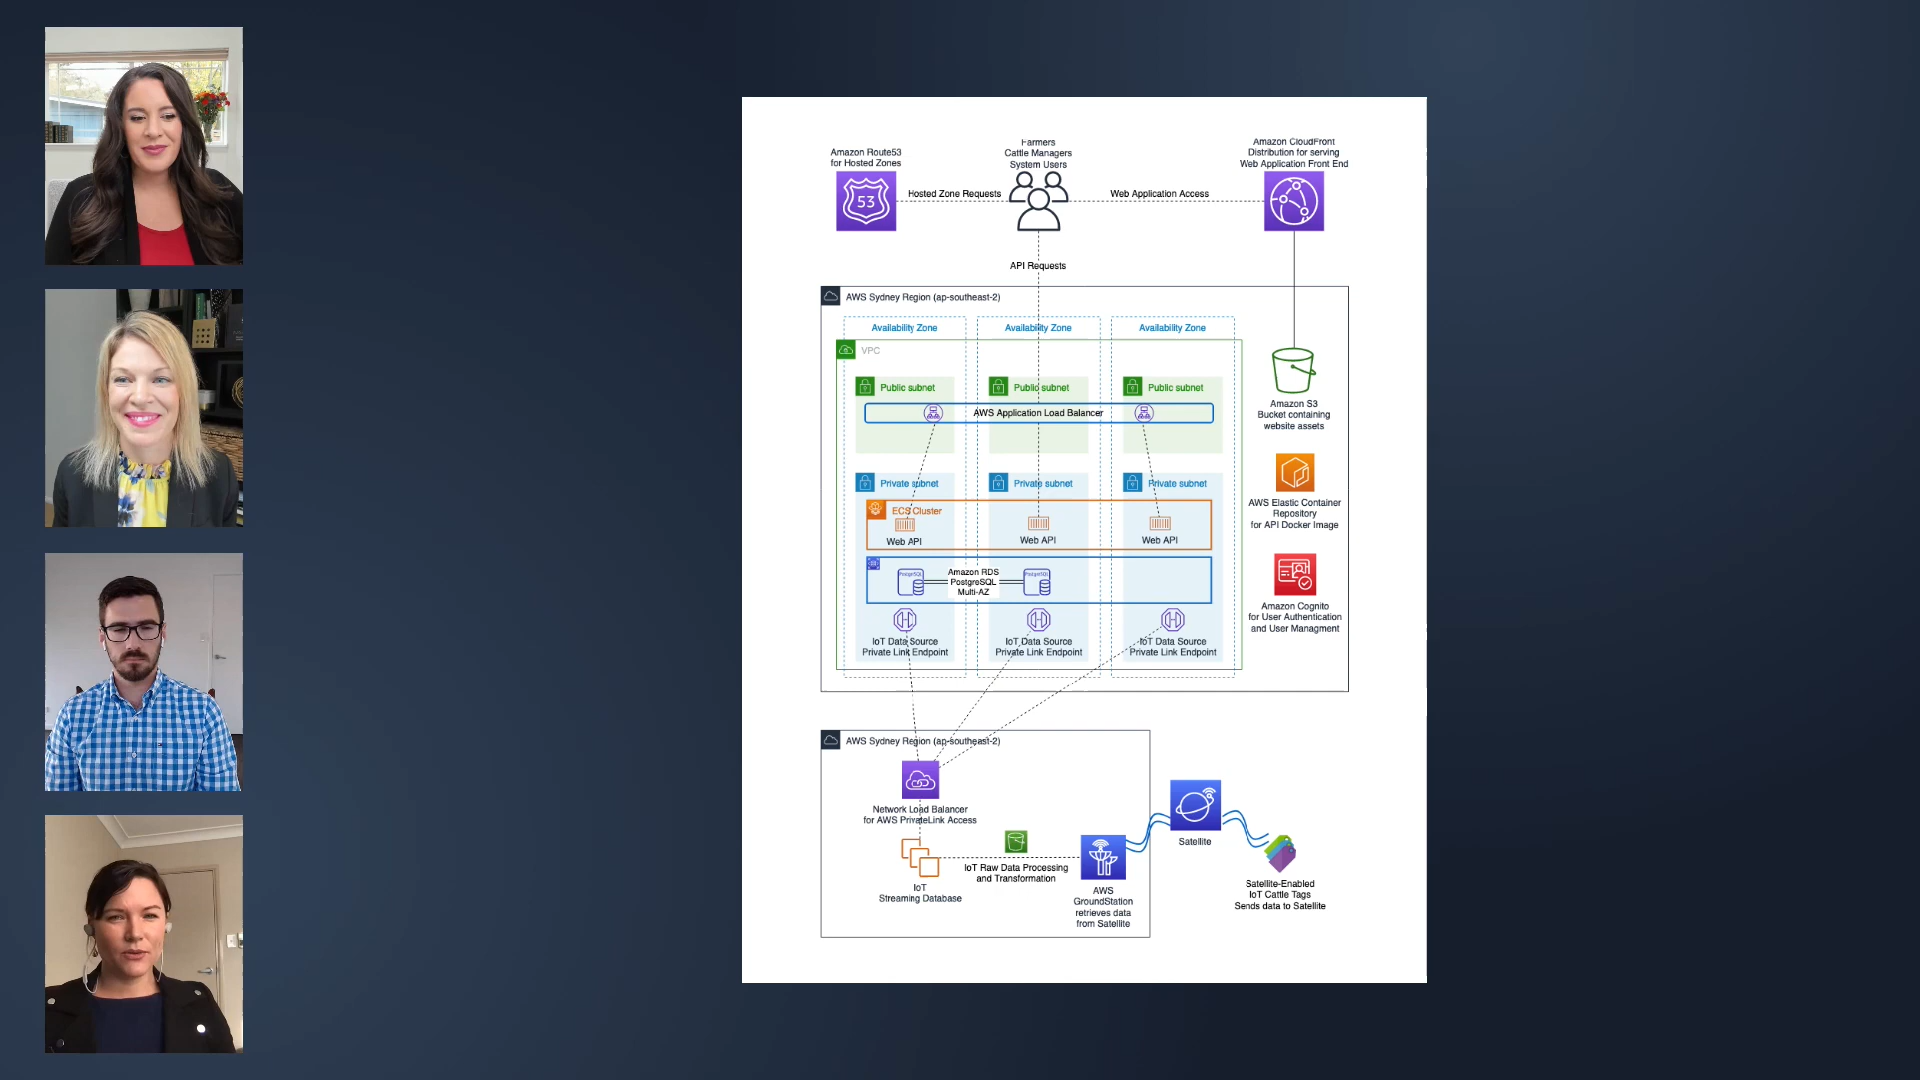 Amazon Route53
for Hosted Zones
Farmers
Cattle Managers
System Users
Amazon CloudFront
Distribution for serving
Web Application Front End
53
Hosted Zone Requests
Web Application Access
API Requests
AWS Sydney Region (ap-southeast-2)
Availability Zone
Availability Zone
Availability Zone
VPC
Public subnet
Public subnet
Public subnet
AWS Application Load Balancer
Amazon S3
Bucket containing
website assets
Private subnet
Private subnet
Private subnet
ECS Cluster
Web API
Web API
Web API
AWS Elastic Container
Repository
for API Docker Image
PostgreSQL
Amazon RDS
PostgreSQL
Multi-AZ
PostgreSQL
Amazon Cognito
for User Authentication
and User Managment
IoT Data Source
Private Link Endpoint
IoT Data Source
Private Link Endpoint
IoT Data Source
Private Link Endpoint
AWS Sydney Region (ap-southeast-2)
Network Load Balancer
for AWS PrivateLink Access
IoT
Streaming Database
IoT Raw Data Processing
and Transformation
AWS
GroundStation
retrieves data
from Satellite
Satellite
Satellite-Enabled
IoT Cattle Tags
Sends data to Satellite